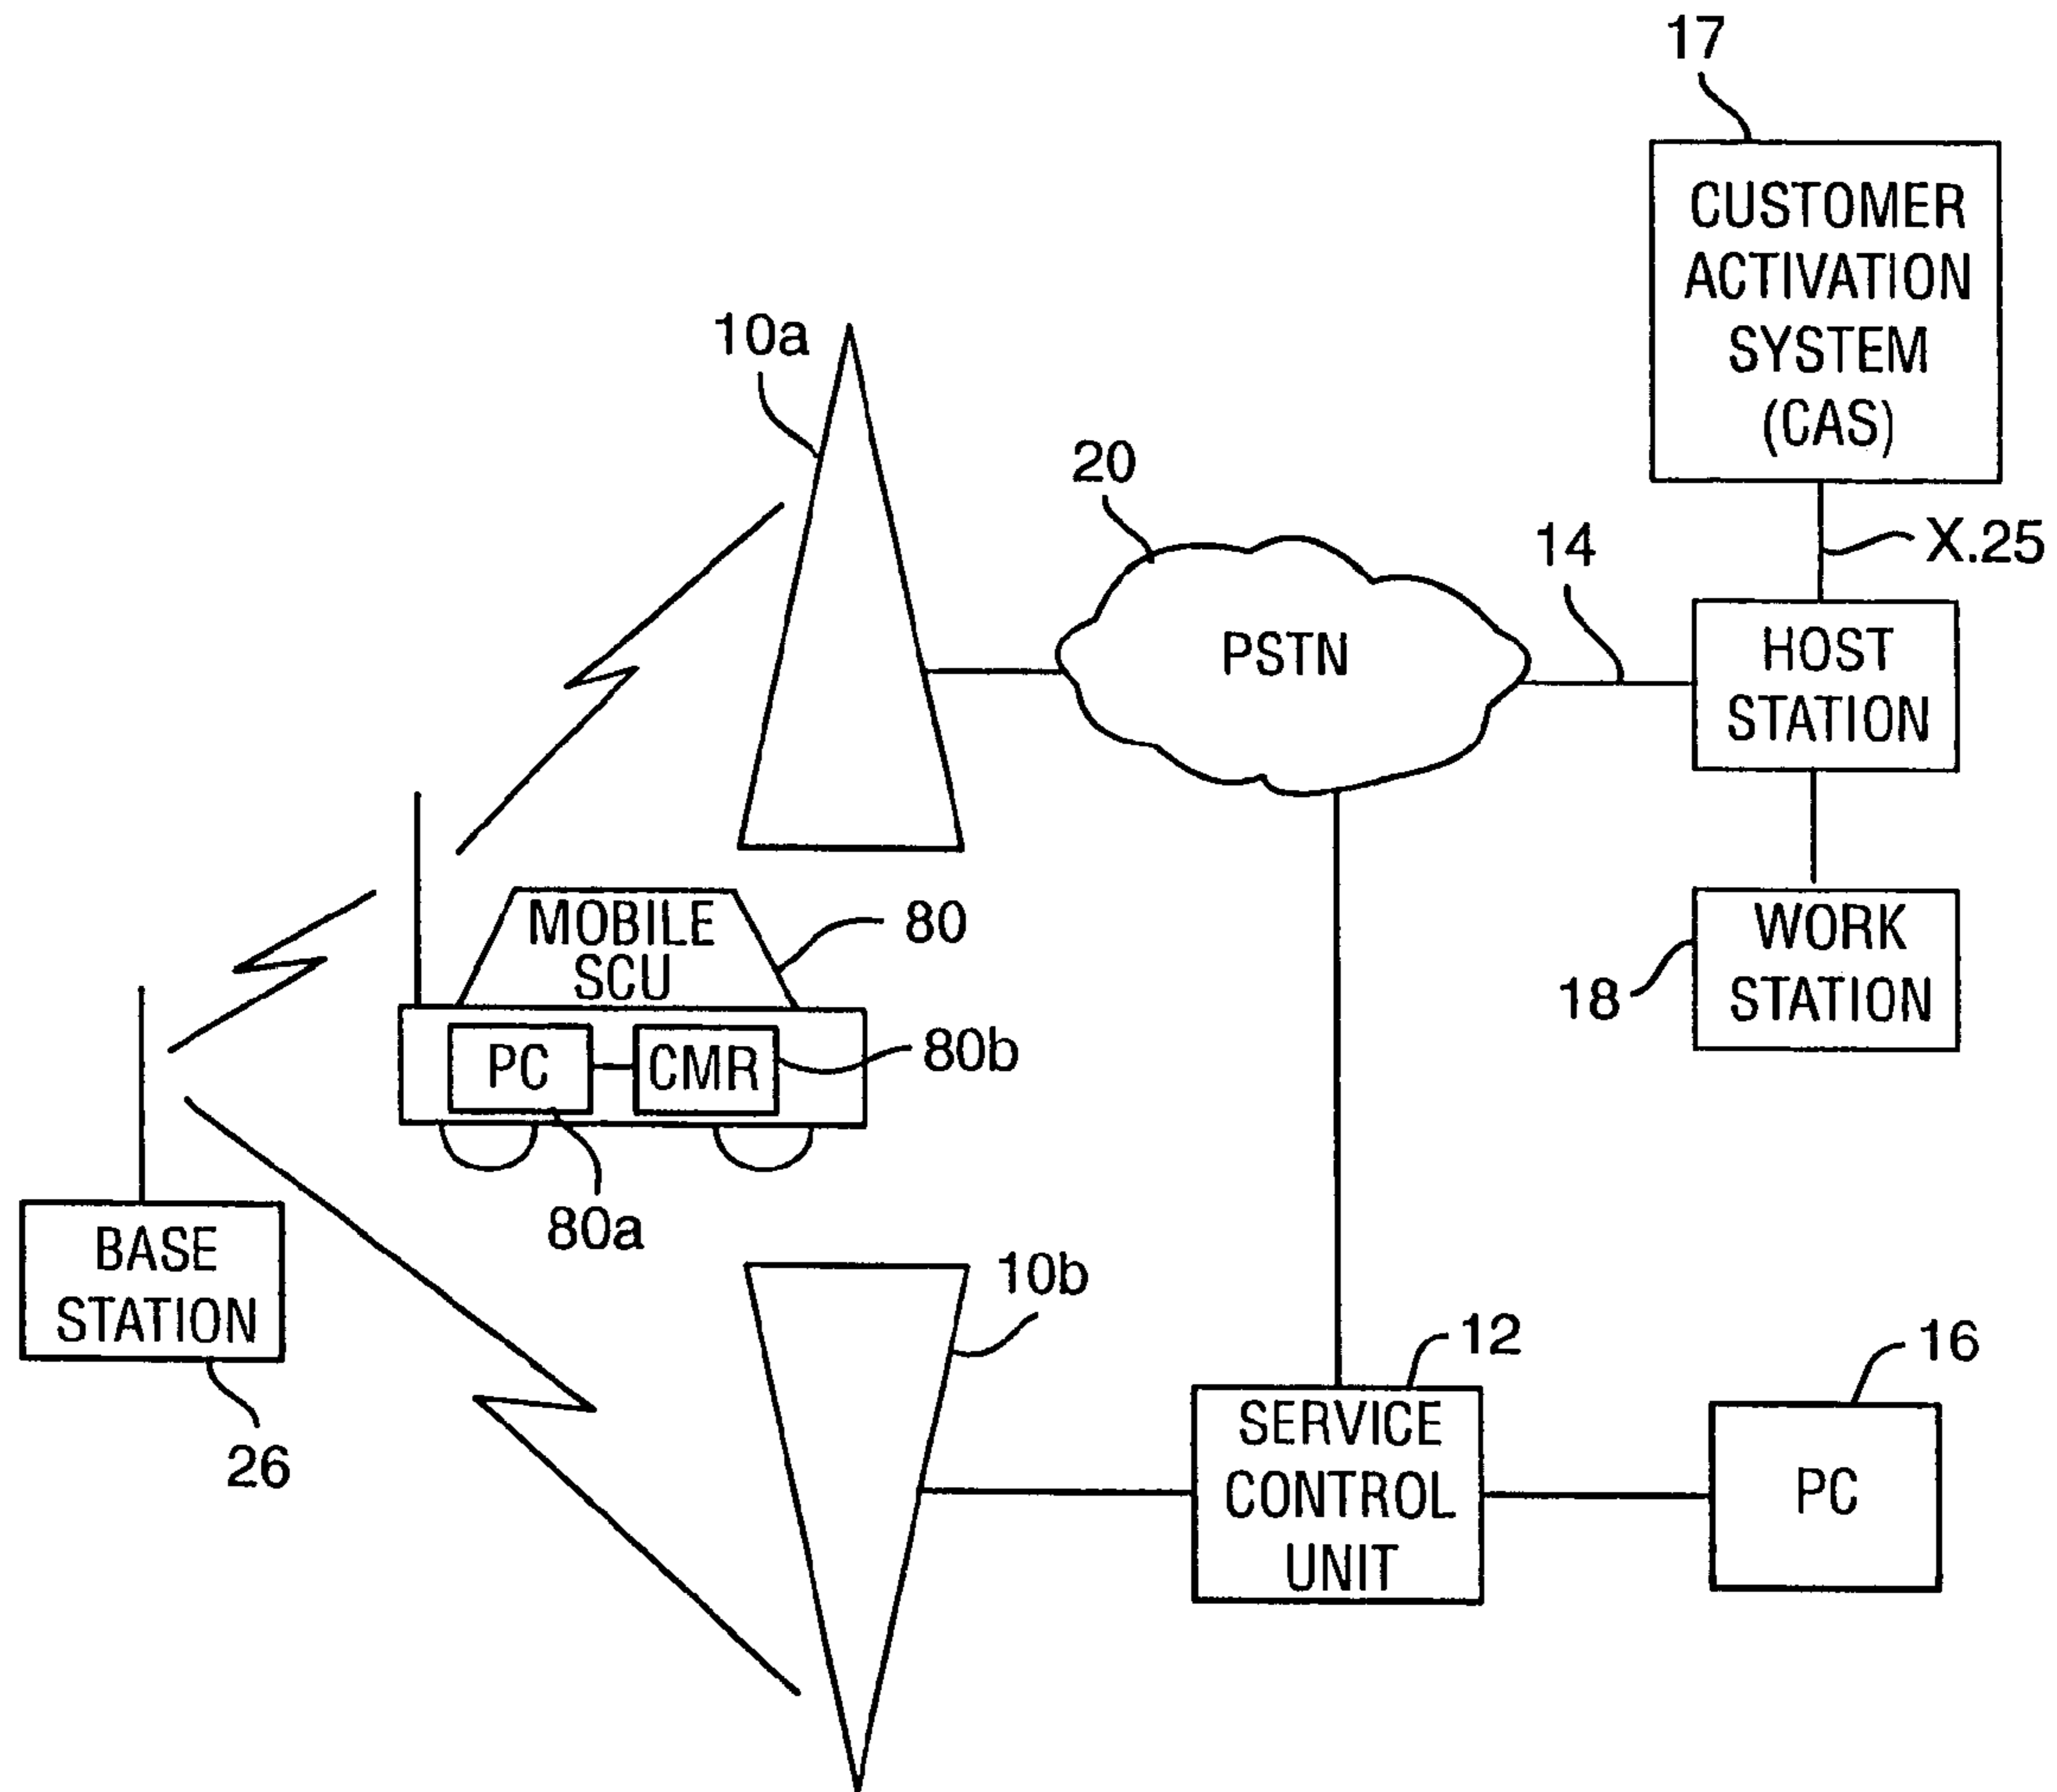 17
CUSTOMER
ACTIVATION
SYSTEM
(CAS)
10a
20
14
X.25
PSTN
HOST
STATION
MOBILE
SCU
80
WORK
STATION
18
PC
CMR
80b
80a
BASE
STATION
26
10b
12
16
SERVICE
CONTROL
UNIT
PC